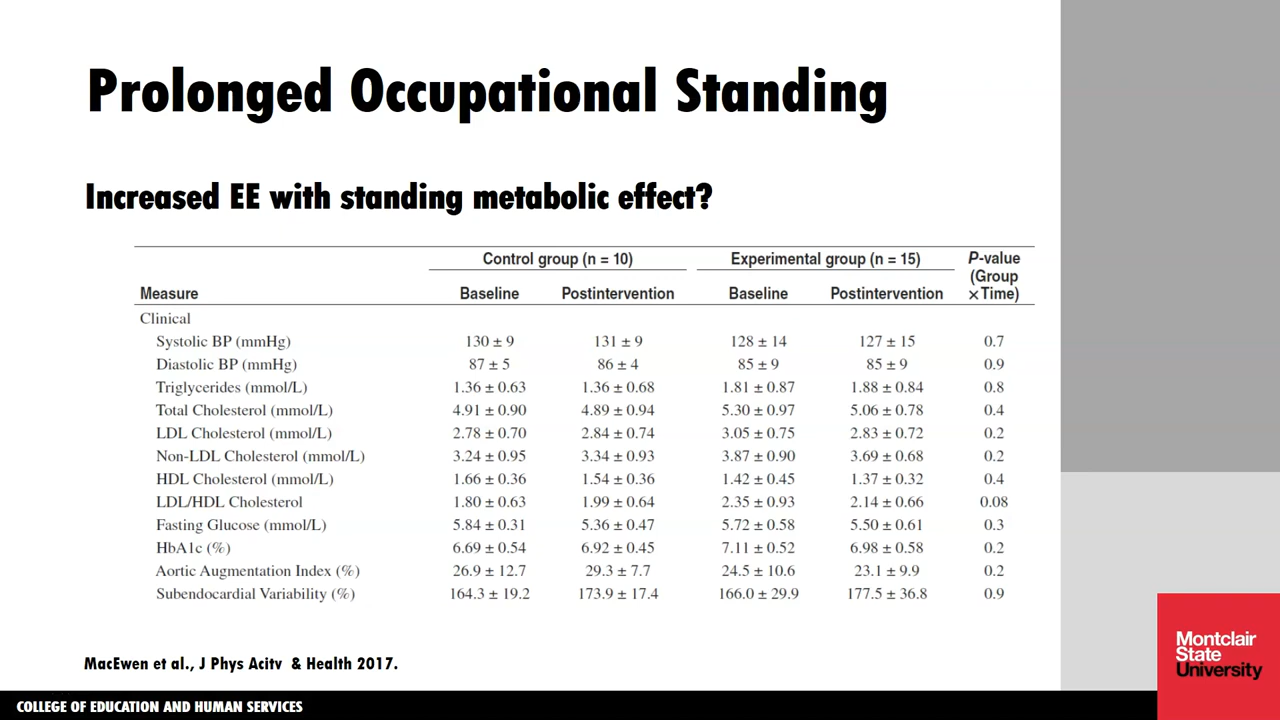 Prolonged Occupational Standing
Increased EE with standing metabolic effect?
Control group (n = 10) Experimental group (n = 15) P-value (Group ×Time)
Measure Baseline Postintervention Baseline Postintervention
Clinical
Systolic BP (mmHg) 130 ± 9 131 ± 9 128 ± 14 127 ± 15 0.7
Diastolic BP (mmHg) 87 ± 5 86 ± 4 85 ± 9 85 ± 9 0.9
Triglycerides (mmol/L) 1.36 ± 0.63 1.36 ± 0.68 1.81 ± 0.87 1.88 ± 0.84 0.8
Total Cholesterol (mmol/L) 4.91 ± 0.90 4.89 ± 0.94 5.30 ± 0.97 5.06 ± 0.78 0.4
LDL Cholesterol (mmol/L) 2.78 ± 0.70 2.84 ± 0.74 3.05 ± 0.75 2.83 ± 0.72 0.2
Non-LDL Cholesterol (mmol/L) 3.24 ± 0.95 3.34 ± 0.93 3.87 ± 0.90 3.69 ± 0.68 0.2
HDL Cholesterol (mmol/L) 1.66 ± 0.36 1.54 ± 0.36 1.42 ± 0.45 1.37 ± 0.32 0.4
LDL/HDL Cholesterol 1.80 ± 0.63 1.99 ± 0.64 2.35 ± 0.93 2.14 ± 0.66 0.08
Fasting Glucose (mmol/L) 5.84 ± 0.31 5.36 ± 0.47 5.72 ± 0.58 5.50 ± 0.61 0.3
HbA1c (%) 6.69 ± 0.54 6.92 ± 0.45 7.11 ± 0.52 6.98 ± 0.58 0.2
Aortic Augmentation Index (%) 26.9 ± 12.7 29.3 ± 7.7 24.5 ± 10.6 23.1 ± 9.9 0.2
Subendocardial Variability (%) 164.3 ± 19.2 173.9 ± 17.4 166.0 ± 29.9 177.5 ± 36.8 0.9
MacEwen et al., J Phys Acitv & Health 2017.
Montclair
State
University
COLLEGE OF EDUCATION AND HUMAN SERVICES